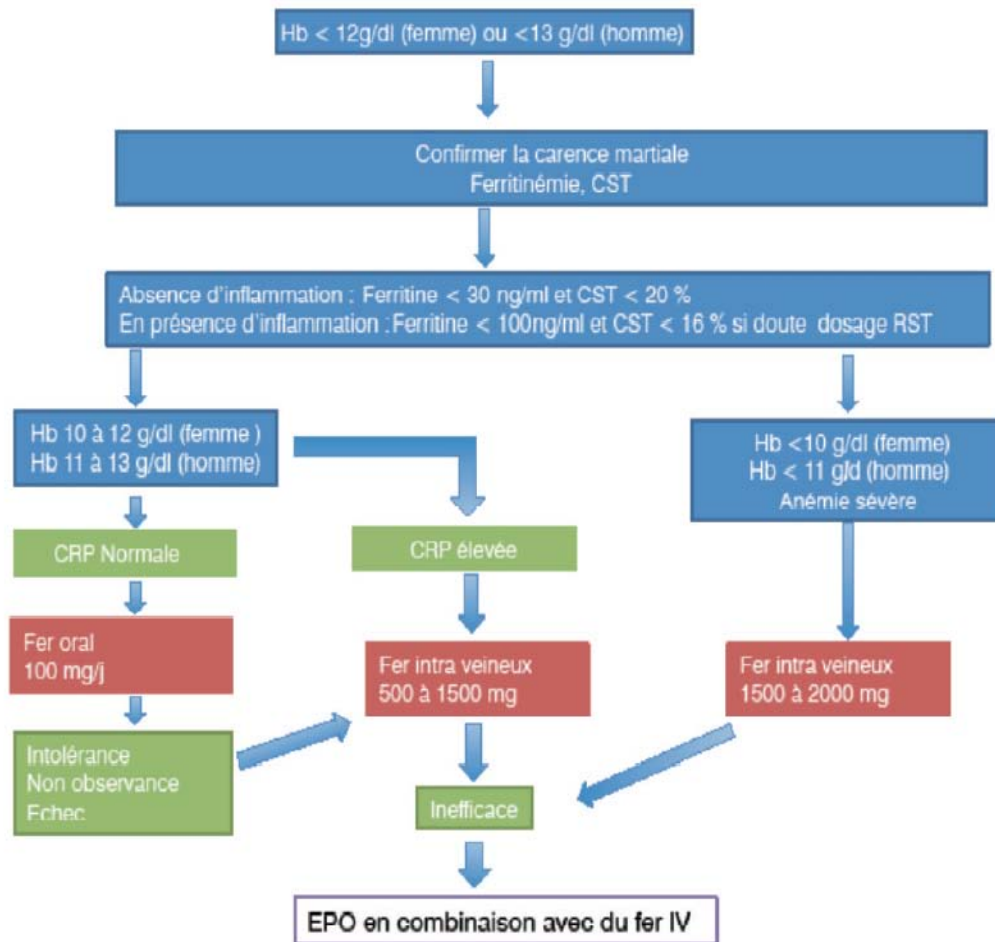 Hb < 12g/dl (femme) ou <13 g/dl (homme)
Confirmer la carence martiale
Ferritinémie, CST
Absence d'inflammation : Ferritine < 30 ng/ml et CST < 20 %
En présence d'inflammation : Ferritine < 100ng/ml et CST < 16 % si doute dosage RST
Hb 10 à 12 g/dl (femme )
Hb 11 à 13 g/dl (homme)
Hb <10 g/dl (femme)
Hb < 11 g/d (homme)
Anémie sévère
CRP Normale
CRP élevée
Fer oral
100 mg/j
Fer intra veineux
500 à 1500 mg
Fer intra veineux
1500 à 2000 mg
Intolérance
Non observance
Echec
Inefficace
EPO en combinaison avec du fer IV